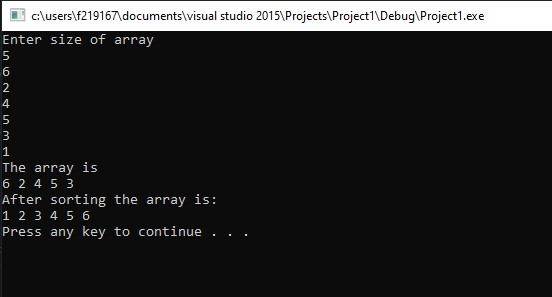 c:\users\f219167\documents\visual studio 2015\Projects\Project1\Debug\Project1.exe
Enter size of array
5
6
2
4
5
3
1
The array is
6 2 4 5 3
After sorting the array is:
1 2 3 4 5 6
Press any key to continue . . .